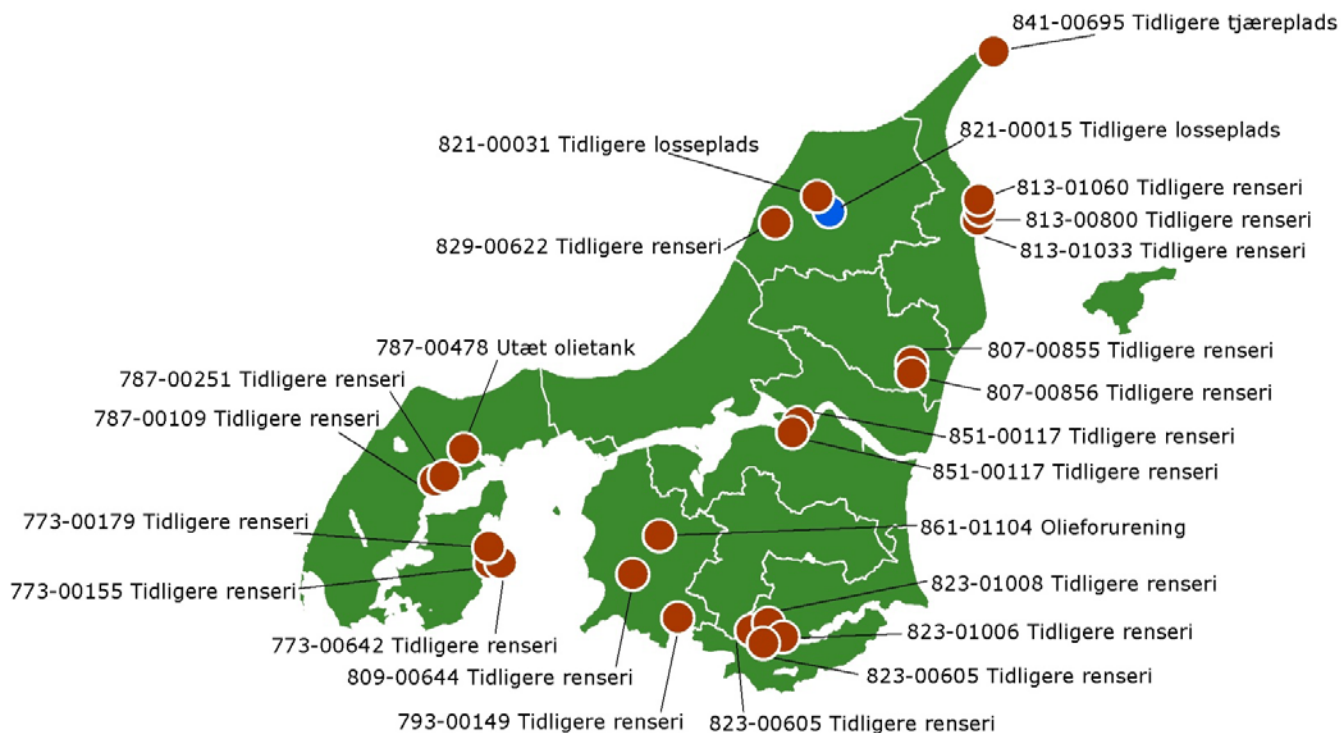 841-00695 Tidligere tjæreplads
821-00015 Tidligere losseplads
821-00031 Tidligere losseplads
813-01060 Tidligere renseri
813-00800 Tidligere renseri
829-00622 Tidligere renseri
813-01033 Tidligere renseri
787-00478 Utæt olietank
807-00855 Tidligere renseri
787-00251 Tidligere renseri
807-00856 Tidligere renseri
787-00109 Tidligere renseri
851-00117 Tidligere renseri
851-00117 Tidligere renseri
773-00179 Tidligere renseri
861-01104 Olieforurening
823-01008 Tidligere renseri
773-00155 Tidligere renseri
823-01006 Tidligere renseri
773-00642 Tidligere renseri
823-00605 Tidligere renseri
809-00644 Tidligere renseri
793-00149 Tidligere renseri
823-00605 Tidligere renseri